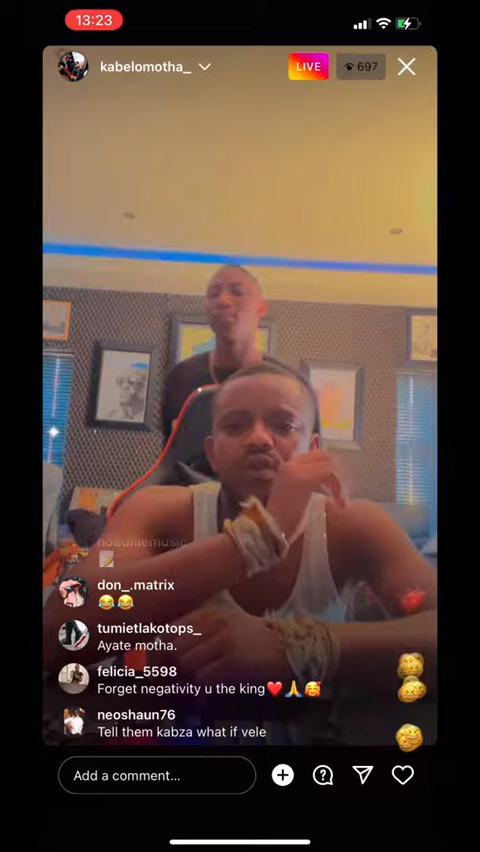 13:23
kabelomotha_
LIVE
697
noburriemusic
don_.matrix
😂😂
tumietlakotops_
Ayate motha.
felicia_5598
Forget negativity u the king❤️🙏🥰
neoshaun76
Tell them kabza what if vele
Add a comment...